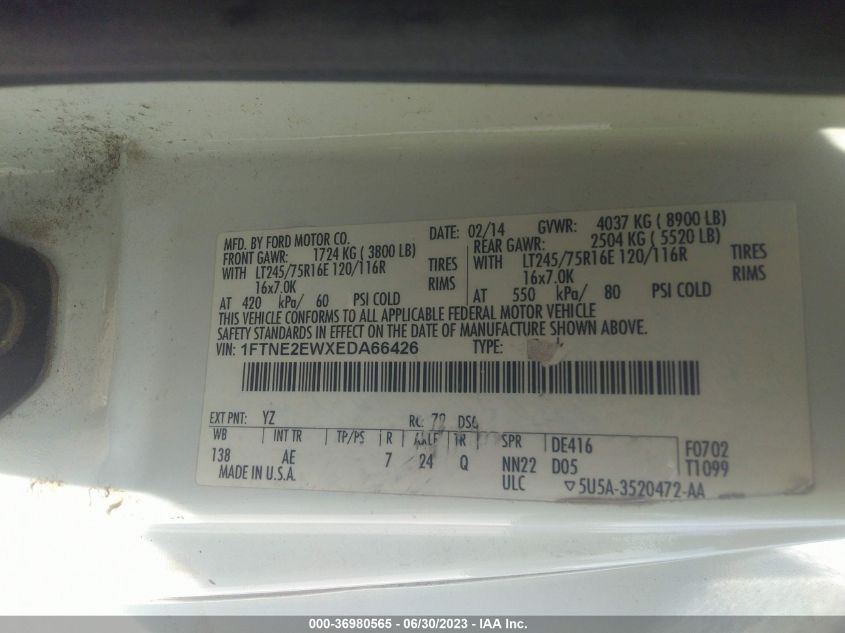 MFD. BY FORD MOTOR CO. DATE: 02/14 GVWR: 4037 KG ( 8900 LB)
FRONT GAWR: 1724 KG ( 3800 LB) REAR GAWR: 2504 KG ( 5520 LB)
WITH LT245/75R16E 120/116R TIRES WITH LT245/75R16E 120/116R TIRES
16x7.0K RIMS 16x7.0K RIMS
AT 420 kPa/ 60 PSI COLD AT 550 kPa/ 80 PSI COLD
THIS VEHICLE CONFORMS TO ALL APPLICABLE FEDERAL MOTOR VEHICLE
SAFETY STANDARDS IN EFFECT ON THE DATE OF MANUFACTURE SHOWN ABOVE.
VIN: 1FTNE2EWXEDA66426 TYPE:
EXT PNT: YZ RC: 79
WB INT TR TP/PS R TR SPR DE416 F0702
138 AE 7 24 Q NN22 D05 T1099
MADE IN U.S.A. ULC ▽5U5A-3520472-AA
000-36980565 - 06/30/2023 - IAA Inc.